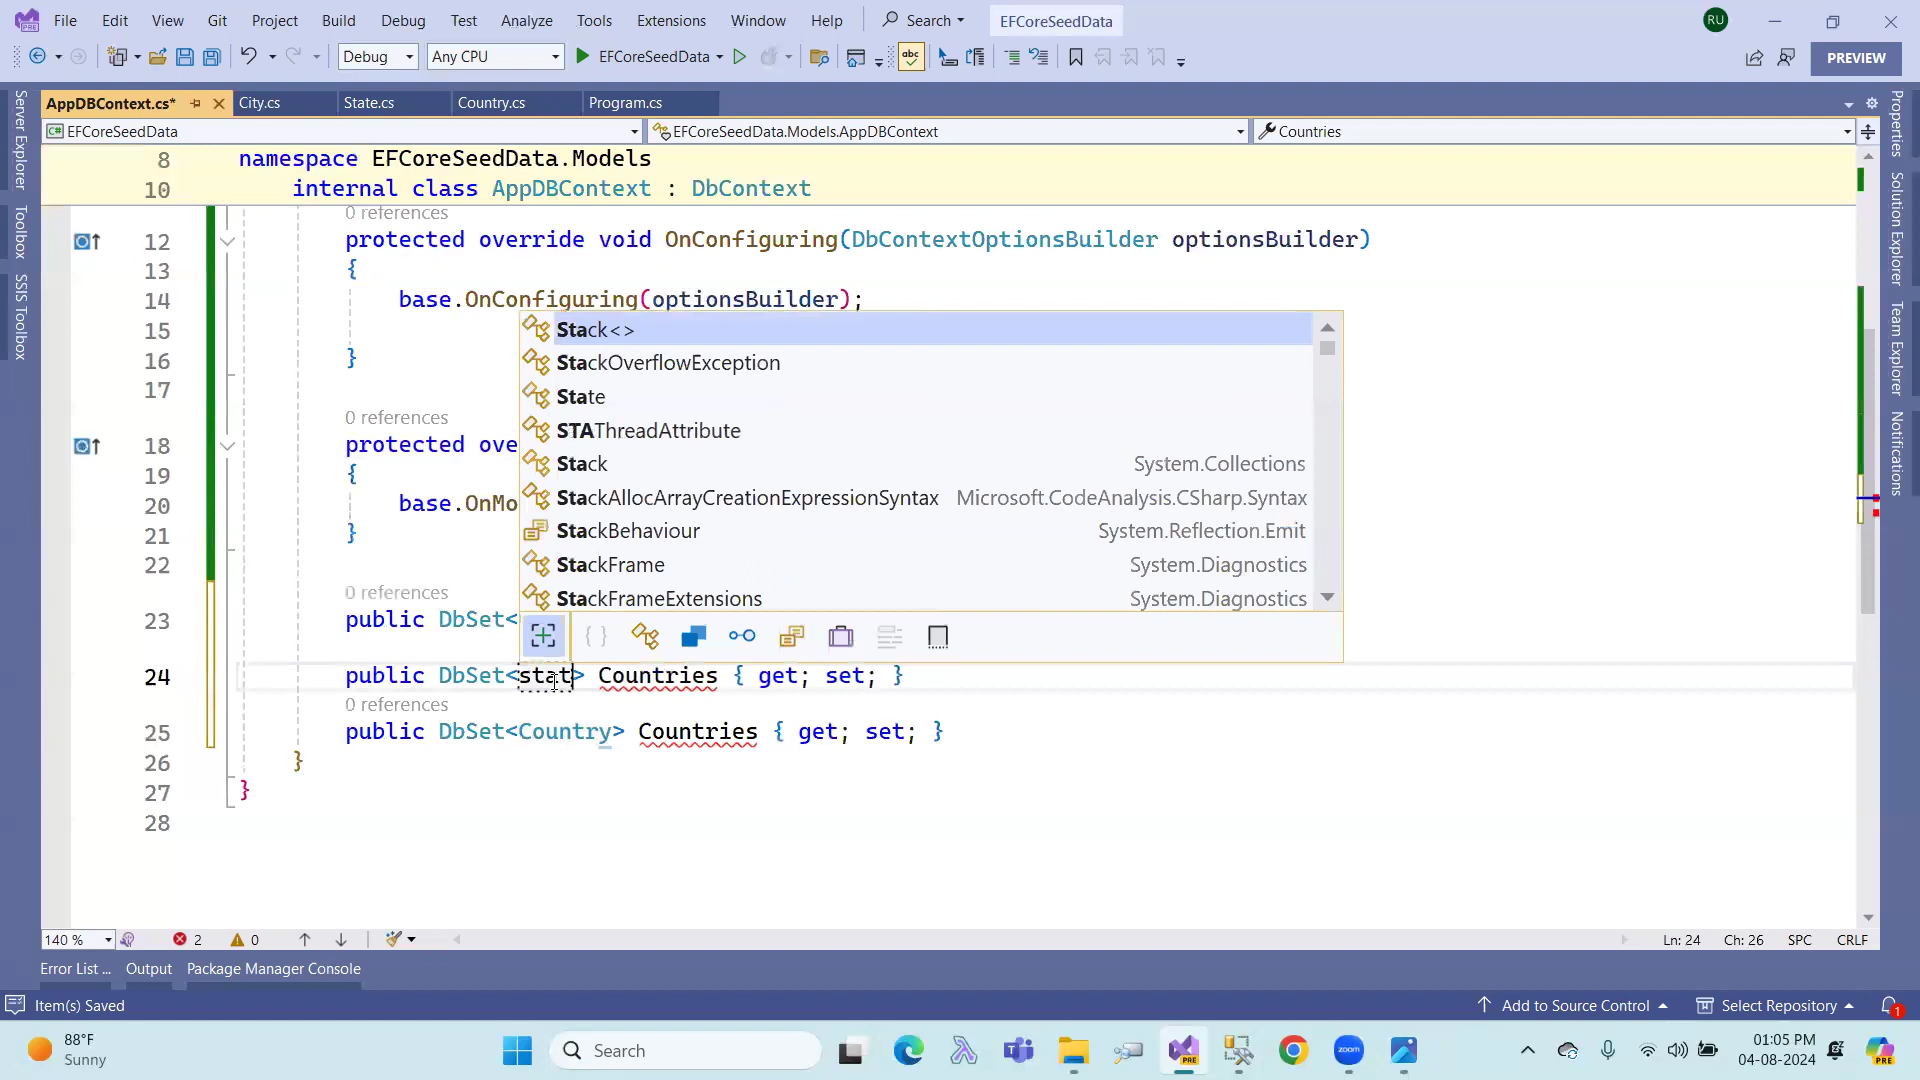 File Edit View Git Project Build Debug Test Analyze Tools Extensions Window Help Search EFCoreSeedData RU
Debug Any CPU EFCoreSeedData abc PREVIEW
AppDBContext.cs* City.cs State.cs Country.cs Program.cs
C# EFCoreSeedData EFCoreSeedData.Models.AppDBContext Countries
Server Explorer
Toolbox
SSIS Toolbox
8 namespace EFCoreSeedData.Models
10 internal class AppDBContext : DbContext
0 references
12 protected override void OnConfiguring(DbContextOptionsBuilder optionsBuilder)
13 {
14 base.OnConfiguring(optionsBuilder);
15
16 }
17
0 references
18 protected ove
19 {
20 base.OnMo
21 }
22
0 references
23 public DbSet<
24 public DbSet<stat> Countries { get; set; }
0 references
25 public DbSet<Country> Countries { get; set; }
26 }
27 }
28
Stack<>
StackOverflowException
State
STAThreadAttribute
Stack System.Collections
StackAllocArrayCreationExpressionSyntax Microsoft.CodeAnalysis.CSharp.Syntax
StackBehaviour System.Reflection.Emit
StackFrame System.Diagnostics
StackFrameExtensions System.Diagnostics
Properties
Solution Explorer
Team Explorer
Notifications
140 % 2 0 Ln: 24 Ch: 26 SPC CRLF
Error List ... Output Package Manager Console
Item(s) Saved Add to Source Control Select Repository 1
88°F
Sunny
Search
zoom
PRE
01:05 PM
04-08-2024
PRE